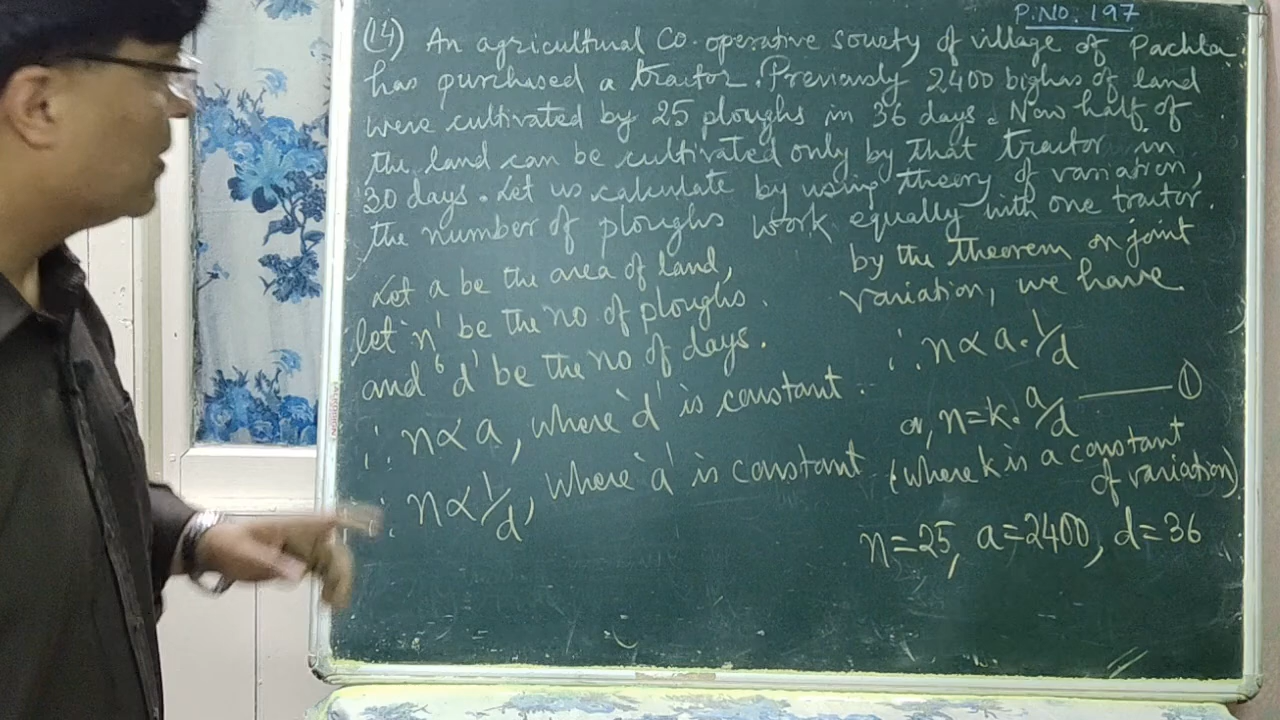 P.NO. 197
(14) An agricultural Co-operative society of village of Pachla
has purchased a tractor. Previously 2400 bighas of land
were cultivated by 25 ploughs in 36 days. Now half of
the land can be cultivated only by that tractor in
30 days. Let us calculate by using theory of variation,
the number of ploughs work equally with one tractor.
Let a be the area of land,
let 'n' be the no of ploughs.
and 'd' be the no of days.
∴ n∝a, where 'd' is constant.
∴ n∝1/d, where 'a' is constant
by the theorem on joint
variation, we have
∴ n∝a.1/d
or, n=k.a/d ——— ①
(where k is a constant
of variation)
n=25, a=2400, d=36